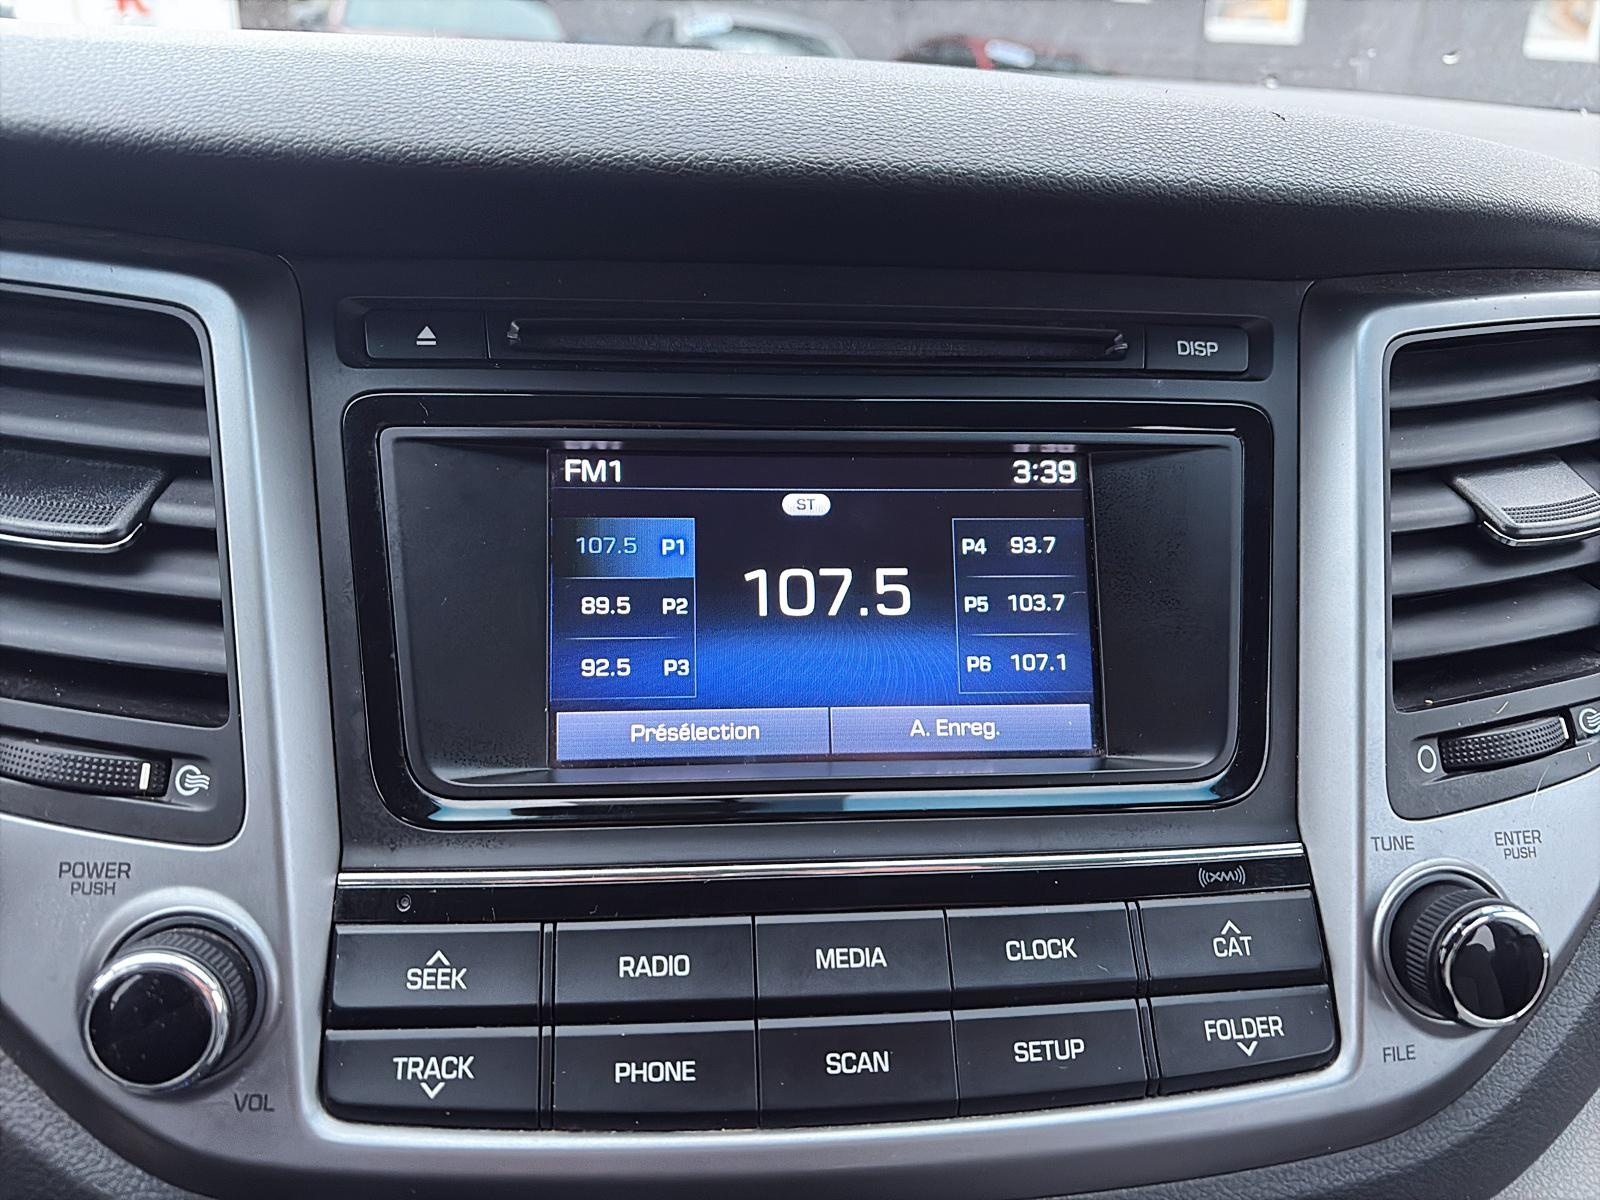 DISP
FM1 3:39
ST
107.5 P1
89.5 P2
92.5 P3
107.5
P4 93.7
P5 103.7
P6 107.1
Présélection A. Enreg.
POWER
PUSH
VOL
TUNE
ENTER
PUSH
FILE
((XM))
SEEK RADIO MEDIA CLOCK CAT
TRACK PHONE SCAN SETUP FOLDER